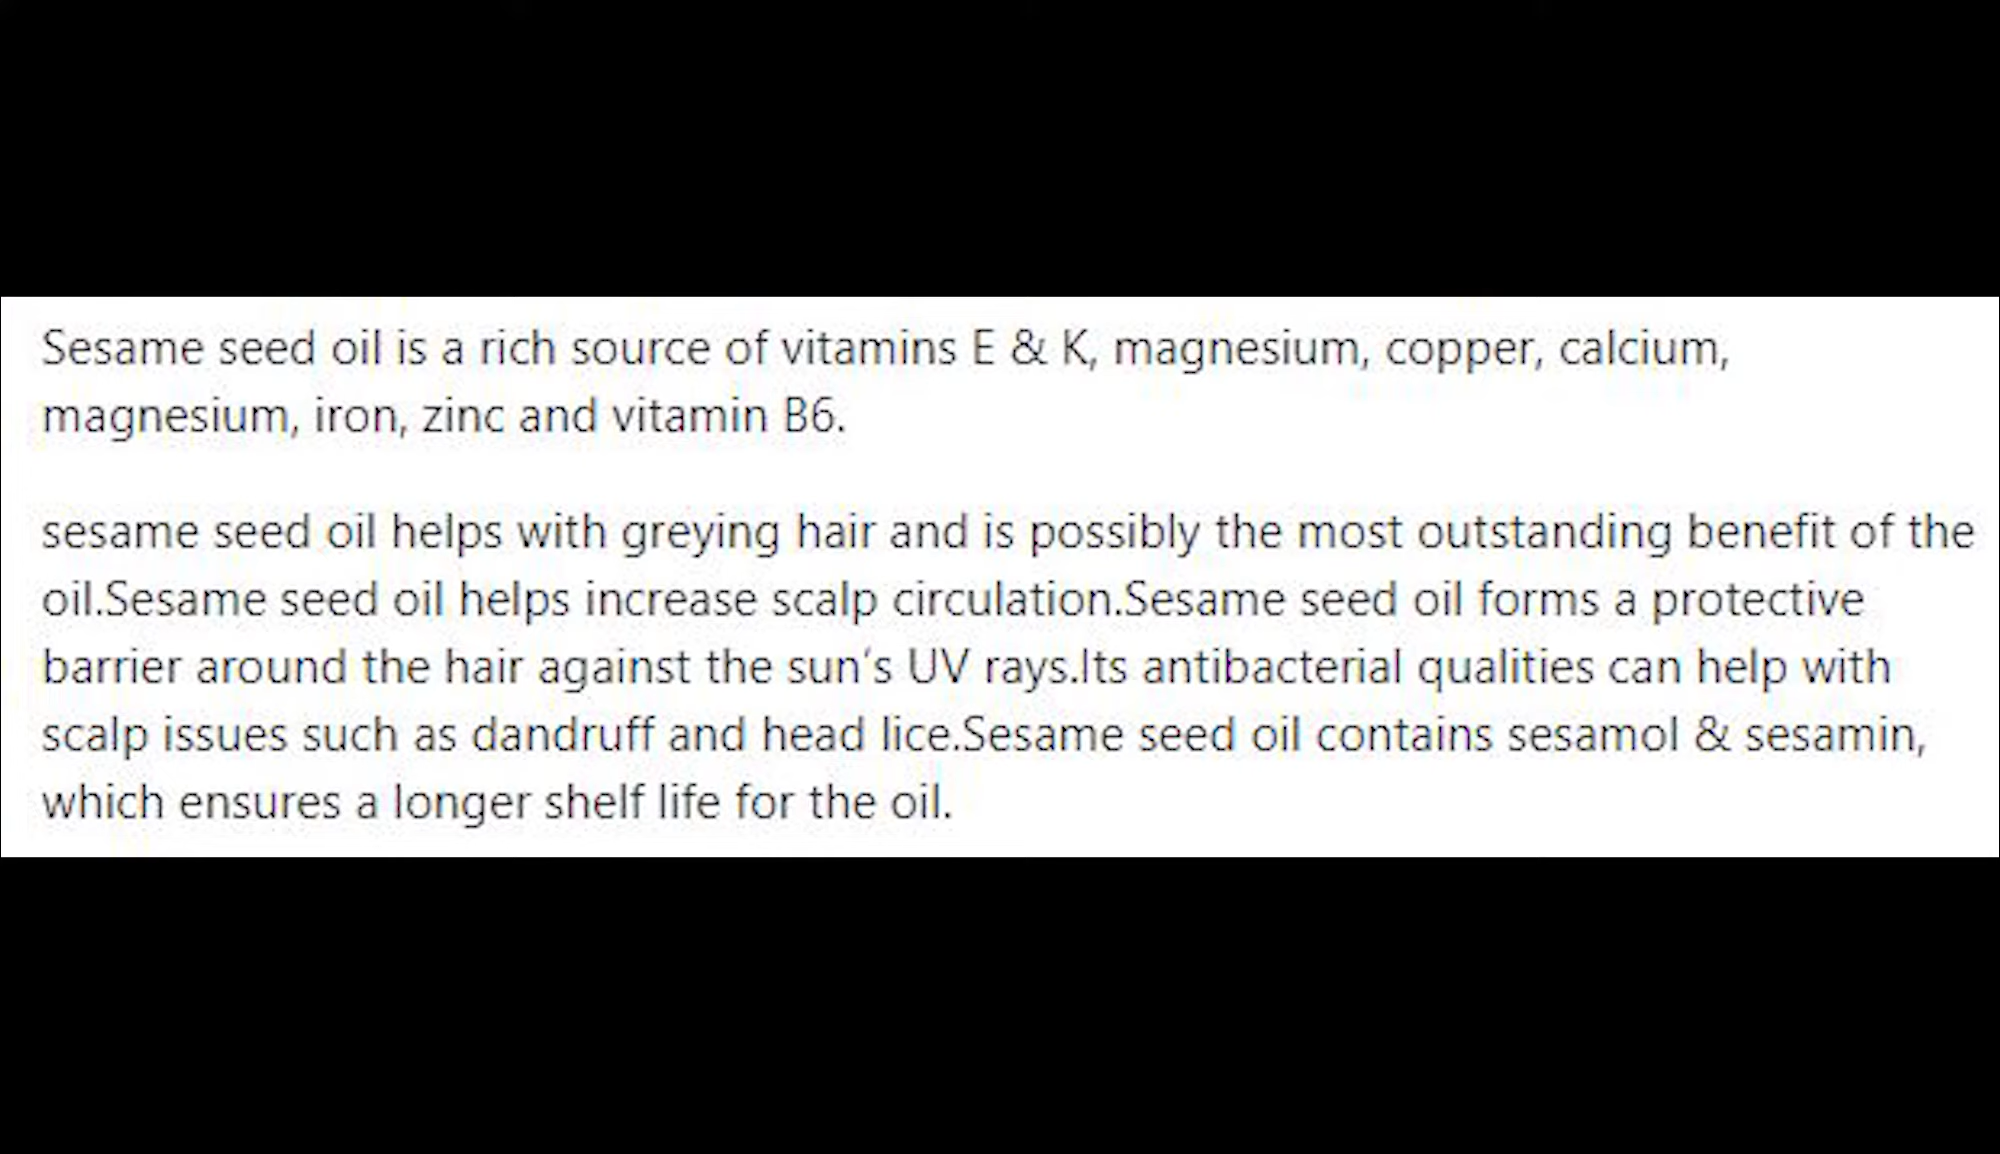 Sesame seed oil is a rich source of vitamins E & K, magnesium, copper, calcium,
magnesium, iron, zinc and vitamin B6.
sesame seed oil helps with greying hair and is possibly the most outstanding benefit of the
oil.Sesame seed oil helps increase scalp circulation.Sesame seed oil forms a protective
barrier around the hair against the sun's UV rays.Its antibacterial qualities can help with
scalp issues such as dandruff and head lice.Sesame seed oil contains sesamol & sesamin,
which ensures a longer shelf life for the oil.